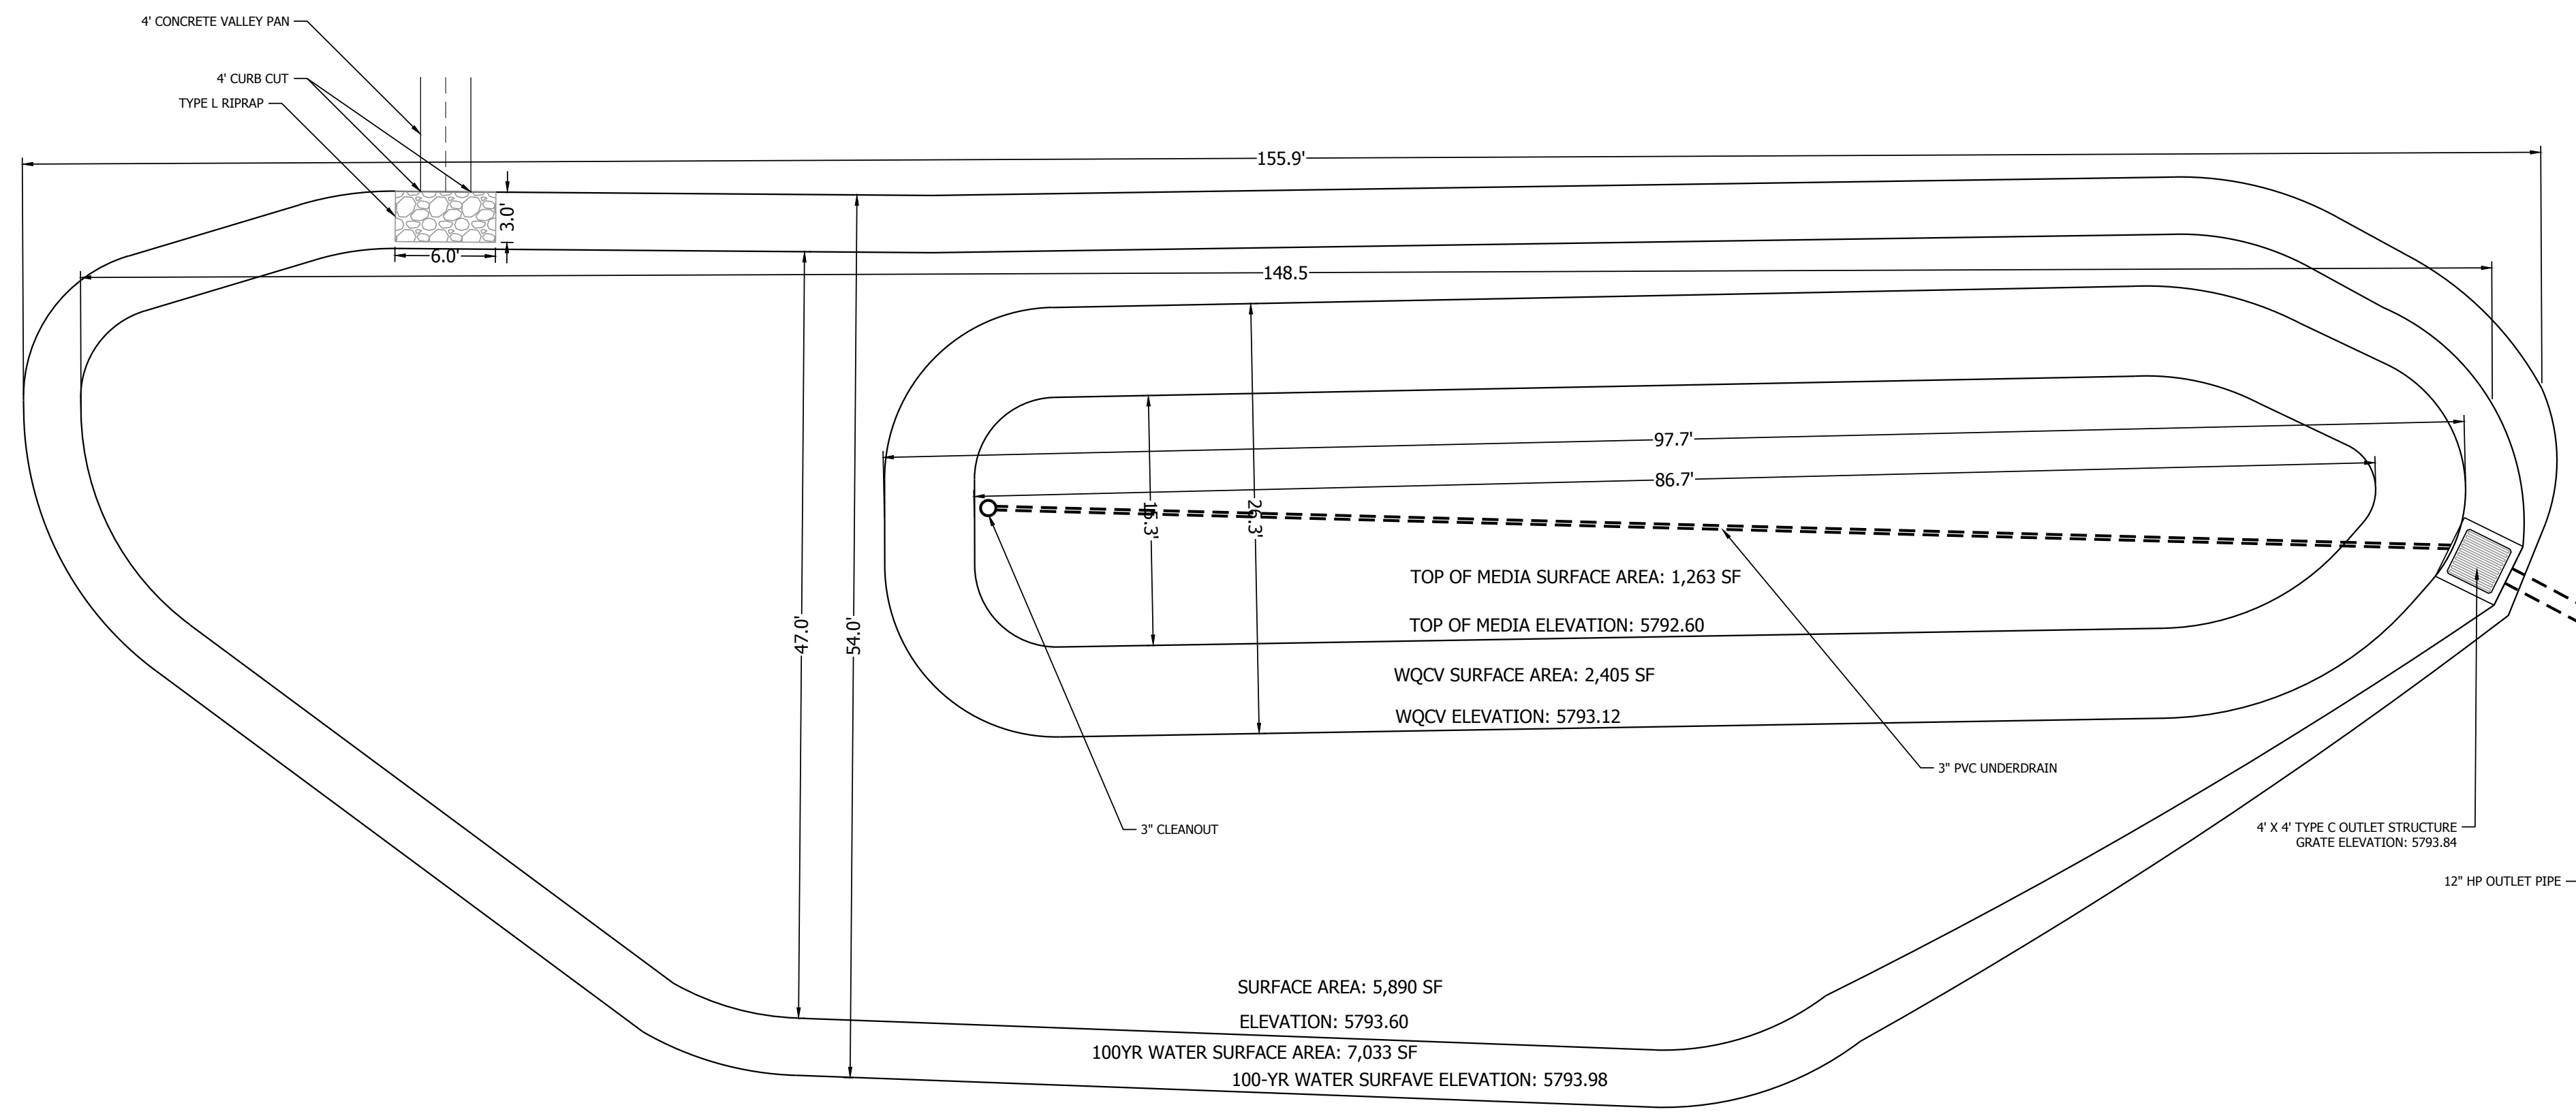 4' CONCRETE VALLEY PAN
4' CURB CUT
TYPE L RIPRAP
155.9'
3.0'
6.0'
148.5
97.7'
86.7'
15.3'
26.3'
TOP OF MEDIA SURFACE AREA: 1,263 SF
TOP OF MEDIA ELEVATION: 5792.60
47.0'
54.0'
WQCV SURFACE AREA: 2,405 SF
WQCV ELEVATION: 5793.12
3" PVC UNDERDRAIN
3" CLEANOUT
4' X 4' TYPE C OUTLET STRUCTURE
GRATE ELEVATION: 5793.84
12" HP OUTLET PIPE
SURFACE AREA: 5,890 SF
ELEVATION: 5793.60
100YR WATER SURFACE AREA: 7,033 SF
100-YR WATER SURFAVE ELEVATION: 5793.98